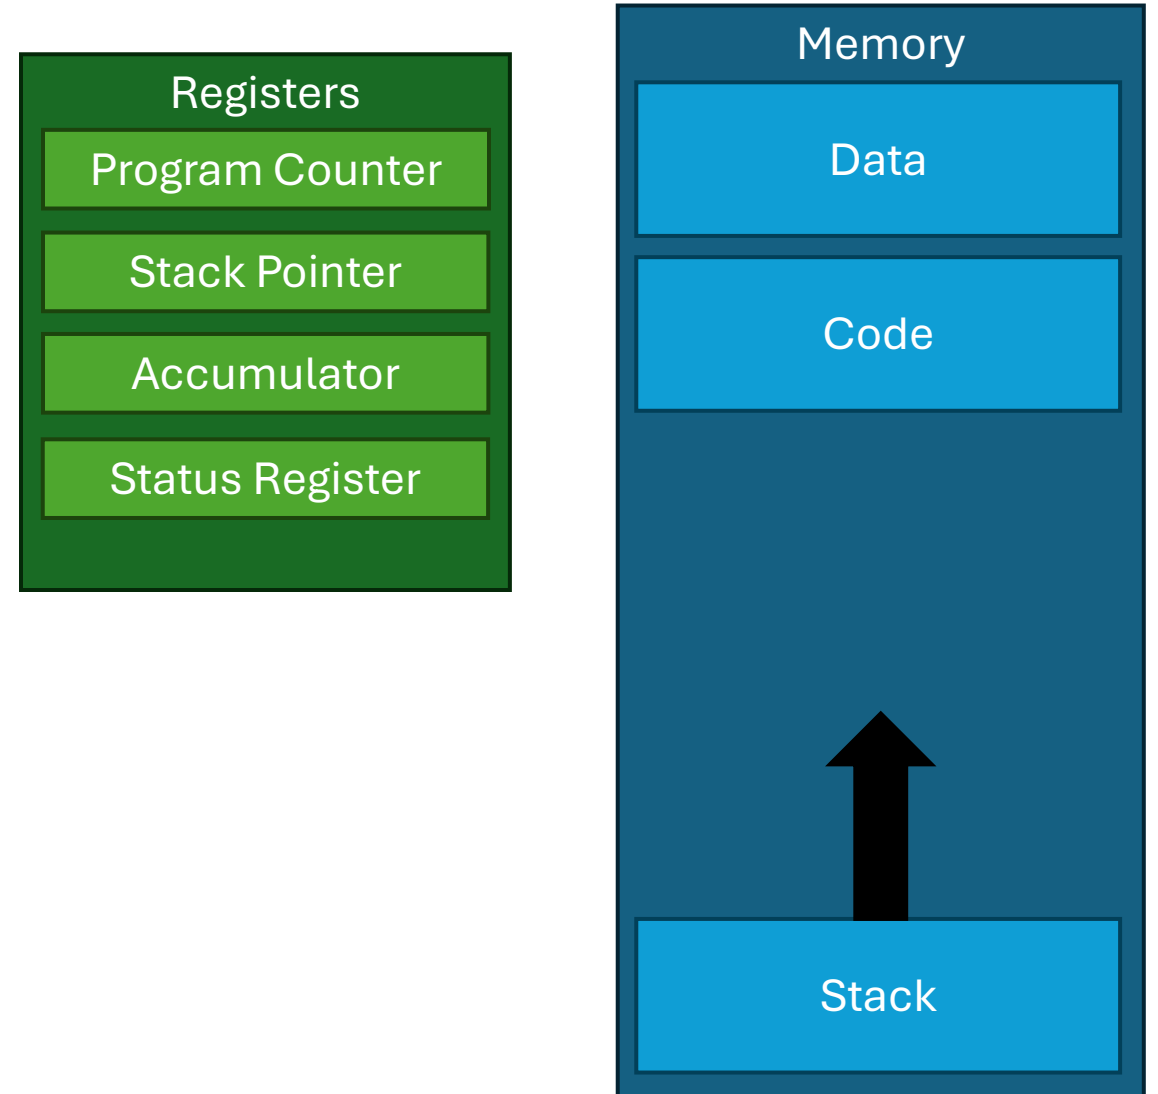 Registers
Program Counter
Stack Pointer
Accumulator
Status Register
Memory
Data
Code
Stack